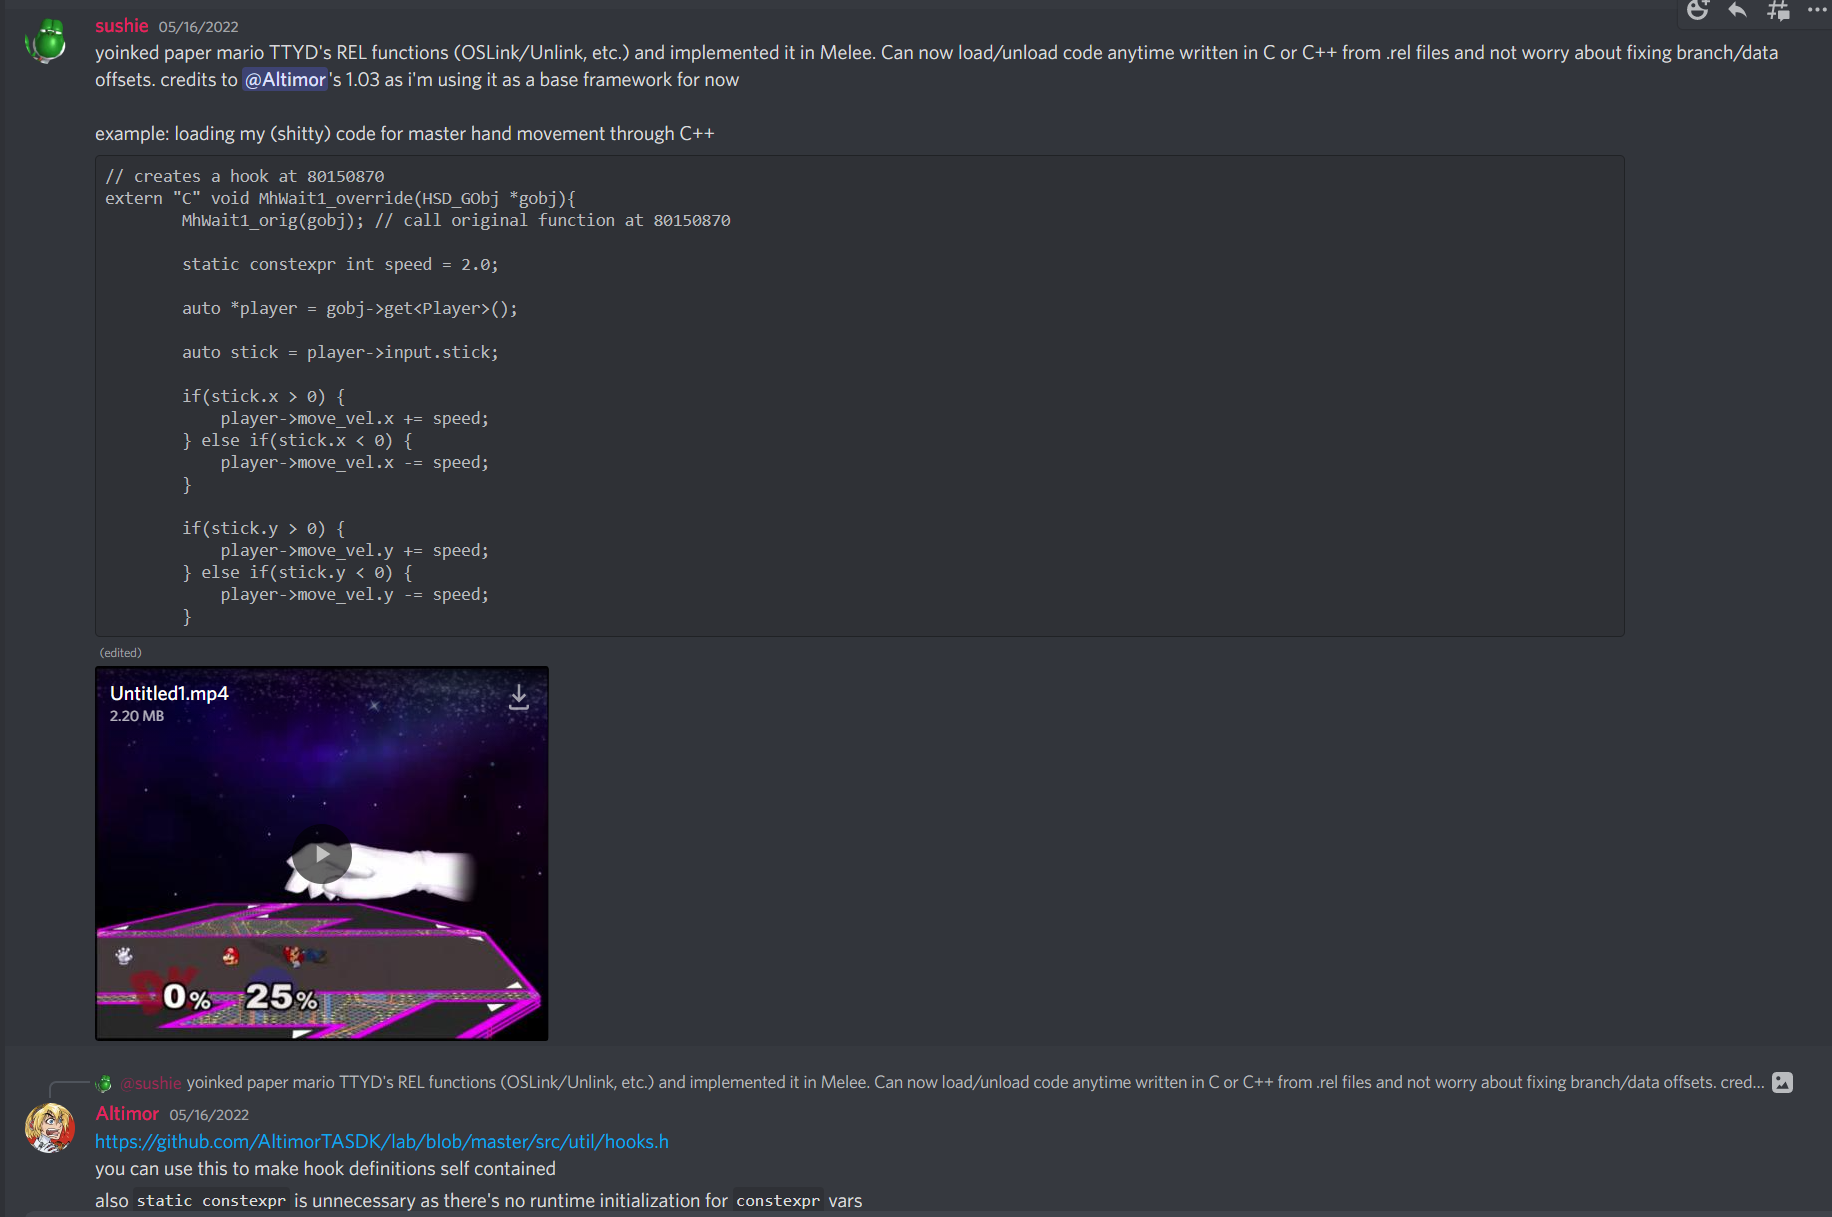 sushie 05/16/2022
yoinked paper mario TTYD's REL functions (OSLink/Unlink, etc.) and implemented it in Melee. Can now load/unload code anytime written in C or C++ from .rel files and not worry about fixing branch/data
offsets. credits to @Altimor's 1.03 as i'm using it as a base framework for now
example: loading my (shitty) code for master hand movement through C++
// creates a hook at 80150870
extern "C" void MhWait1_override(HSD_GObj *gobj){
MhWait1_orig(gobj); // call original function at 80150870
static constexpr int speed = 2.0;
auto *player = gobj->get<Player>();
auto stick = player->input.stick;
if(stick.x > 0) {
player->move_vel.x += speed;
} else if(stick.x < 0) {
player->move_vel.x -= speed;
}
if(stick.y > 0) {
player->move_vel.y += speed;
} else if(stick.y < 0) {
player->move_vel.y -= speed;
}
(edited)
Untitled1.mp4
2.20 MB
0% 25%
@sushie yoinked paper mario TTYD's REL functions (OSLink/Unlink, etc.) and implemented it in Melee. Can now load/unload code anytime written in C or C++ from .rel files and not worry about fixing branch/data offsets. cred...
Altimor 05/16/2022
https://github.com/AltimorTASDK/lab/blob/master/src/util/hooks.h
you can use this to make hook definitions self contained
also static constexpr is unnecessary as there's no runtime initialization for constexpr vars